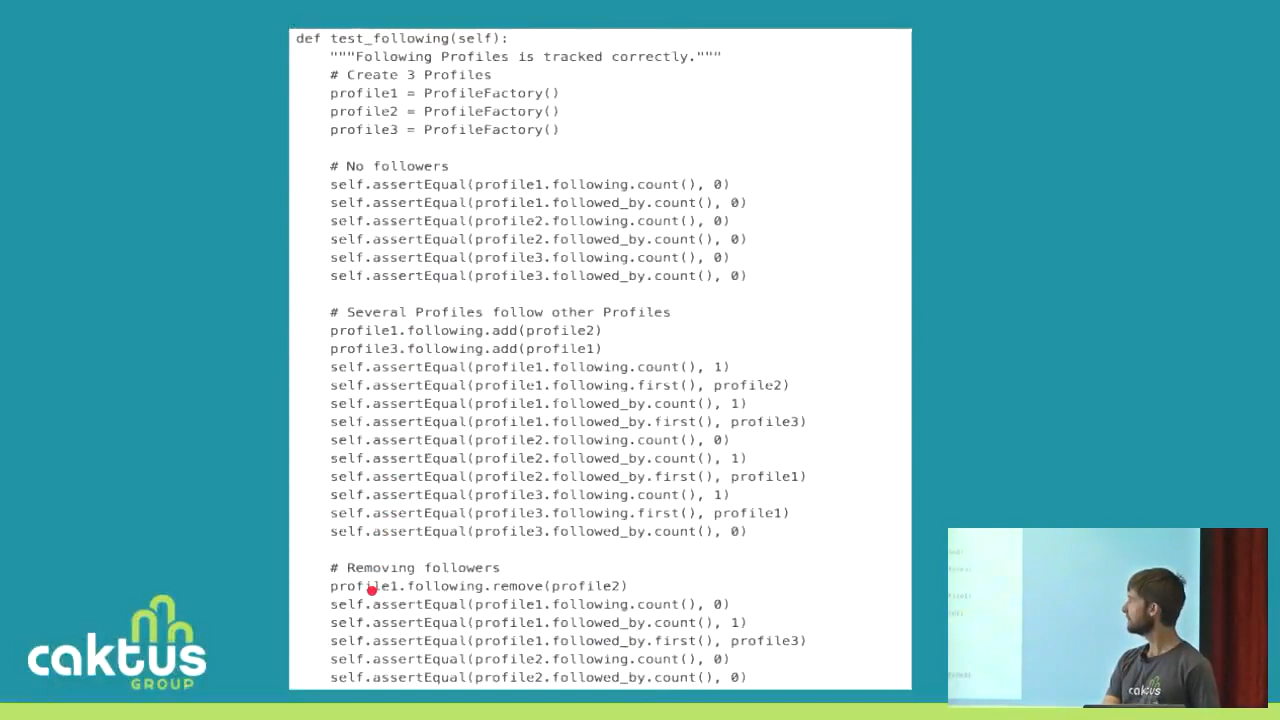 def test_following(self):
"""Following Profiles is tracked correctly."""
# Create 3 Profiles
profile1 = ProfileFactory()
profile2 = ProfileFactory()
profile3 = ProfileFactory()
# No followers
self.assertEqual(profile1.following.count(), 0)
self.assertEqual(profile1.followed_by.count(), 0)
self.assertEqual(profile2.following.count(), 0)
self.assertEqual(profile2.followed_by.count(), 0)
self.assertEqual(profile3.following.count(), 0)
self.assertEqual(profile3.followed_by.count(), 0)
# Several Profiles follow other Profiles
profile1.following.add(profile2)
profile3.following.add(profile1)
self.assertEqual(profile1.following.count(), 1)
self.assertEqual(profile1.following.first(), profile2)
self.assertEqual(profile1.followed_by.count(), 1)
self.assertEqual(profile1.followed_by.first(), profile3)
self.assertEqual(profile2.following.count(), 0)
self.assertEqual(profile2.followed_by.count(), 1)
self.assertEqual(profile2.followed_by.first(), profile1)
self.assertEqual(profile3.following.count(), 1)
self.assertEqual(profile3.following.first(), profile1)
self.assertEqual(profile3.followed_by.count(), 0)
# Removing followers
profile1.following.remove(profile2)
self.assertEqual(profile1.following.count(), 0)
self.assertEqual(profile1.followed_by.count(), 1)
self.assertEqual(profile1.followed_by.first(), profile3)
self.assertEqual(profile2.following.count(), 0)
self.assertEqual(profile2.followed_by.count(), 0)
caktus
GROUP
caktus